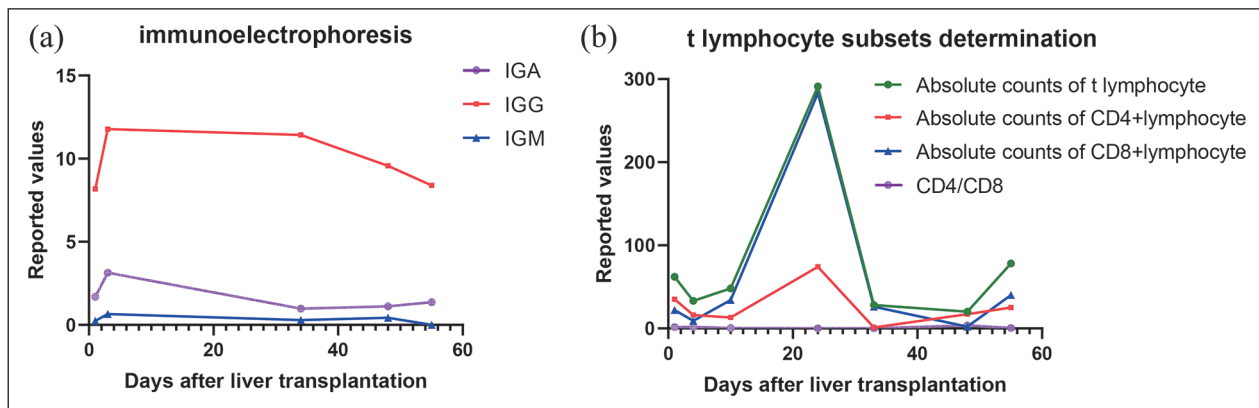 (a)
immunoelectrophoresis
15
10
5
0
Reported values
0 20 40 60
Days after liver transplantation
IGA
IGG
IGM
(b)
t lymphocyte subsets determination
300
200
100
0
Reported values
0 20 40 60
Days after liver transplantation
Absolute counts of t lymphocyte
Absolute counts of CD4+lymphocyte
Absolute counts of CD8+lymphocyte
CD4/CD8